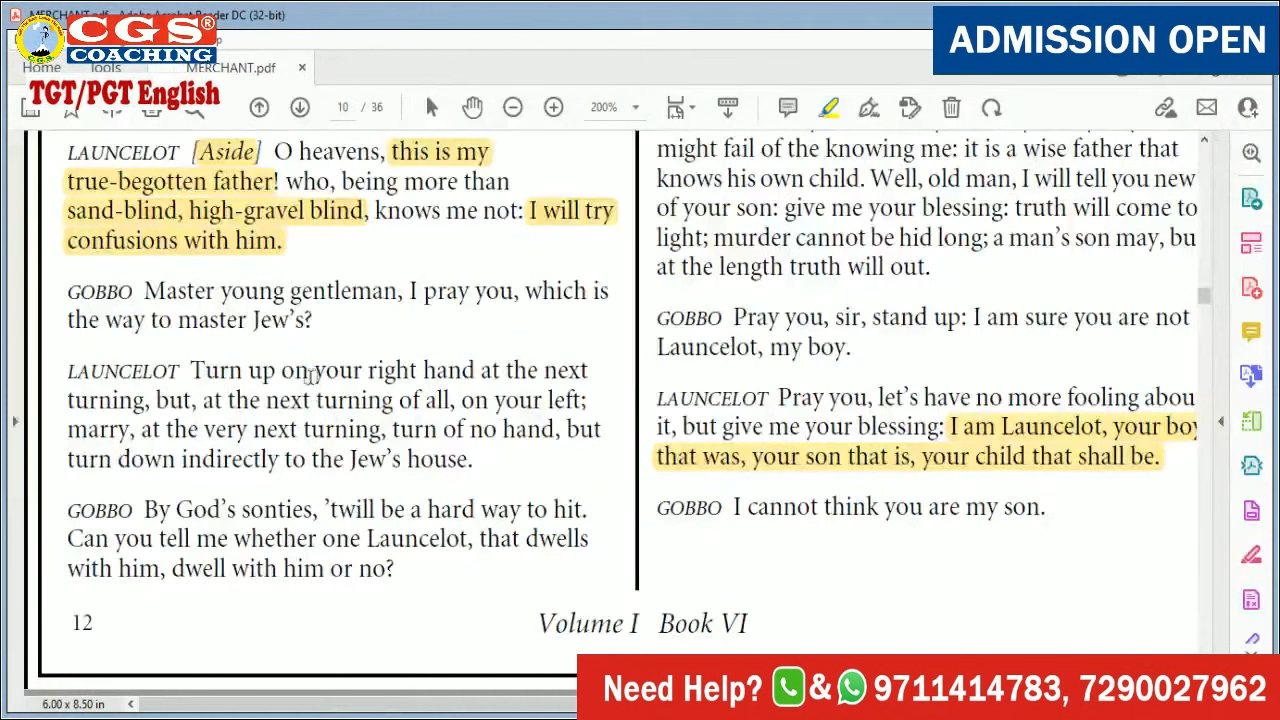 MERCHANT.pdf - Adobe Acrobat Reader DC (32-bit)
CGS®
COACHING
C.G.S.
TGT/PGT English
ADMISSION OPEN
Home
Tools
MERCHANT.pdf ×
10 / 36
200%
LAUNCELOT [Aside] O heavens, this is my
true-begotten father! who, being more than
sand-blind, high-gravel blind, knows me not: I will try
confusions with him.
GOBBO Master young gentleman, I pray you, which is
the way to master Jew’s?
LAUNCELOT Turn up on your right hand at the next
turning, but, at the next turning of all, on your left;
marry, at the very next turning, turn of no hand, but
turn down indirectly to the Jew’s house.
GOBBO By God’s sonties, ’twill be a hard way to hit.
Can you tell me whether one Launcelot, that dwells
with him, dwell with him or no?
might fail of the knowing me: it is a wise father that
knows his own child. Well, old man, I will tell you new
of your son: give me your blessing: truth will come to
light; murder cannot be hid long; a man’s son may, bu
at the length truth will out.
GOBBO Pray you, sir, stand up: I am sure you are not
Launcelot, my boy.
LAUNCELOT Pray you, let’s have no more fooling abou
it, but give me your blessing: I am Launcelot, your boy
that was, your son that is, your child that shall be.
GOBBO I cannot think you are my son.
12
Volume I Book VI
6.00 x 8.50 in
Need Help? & 9711414783, 7290027962